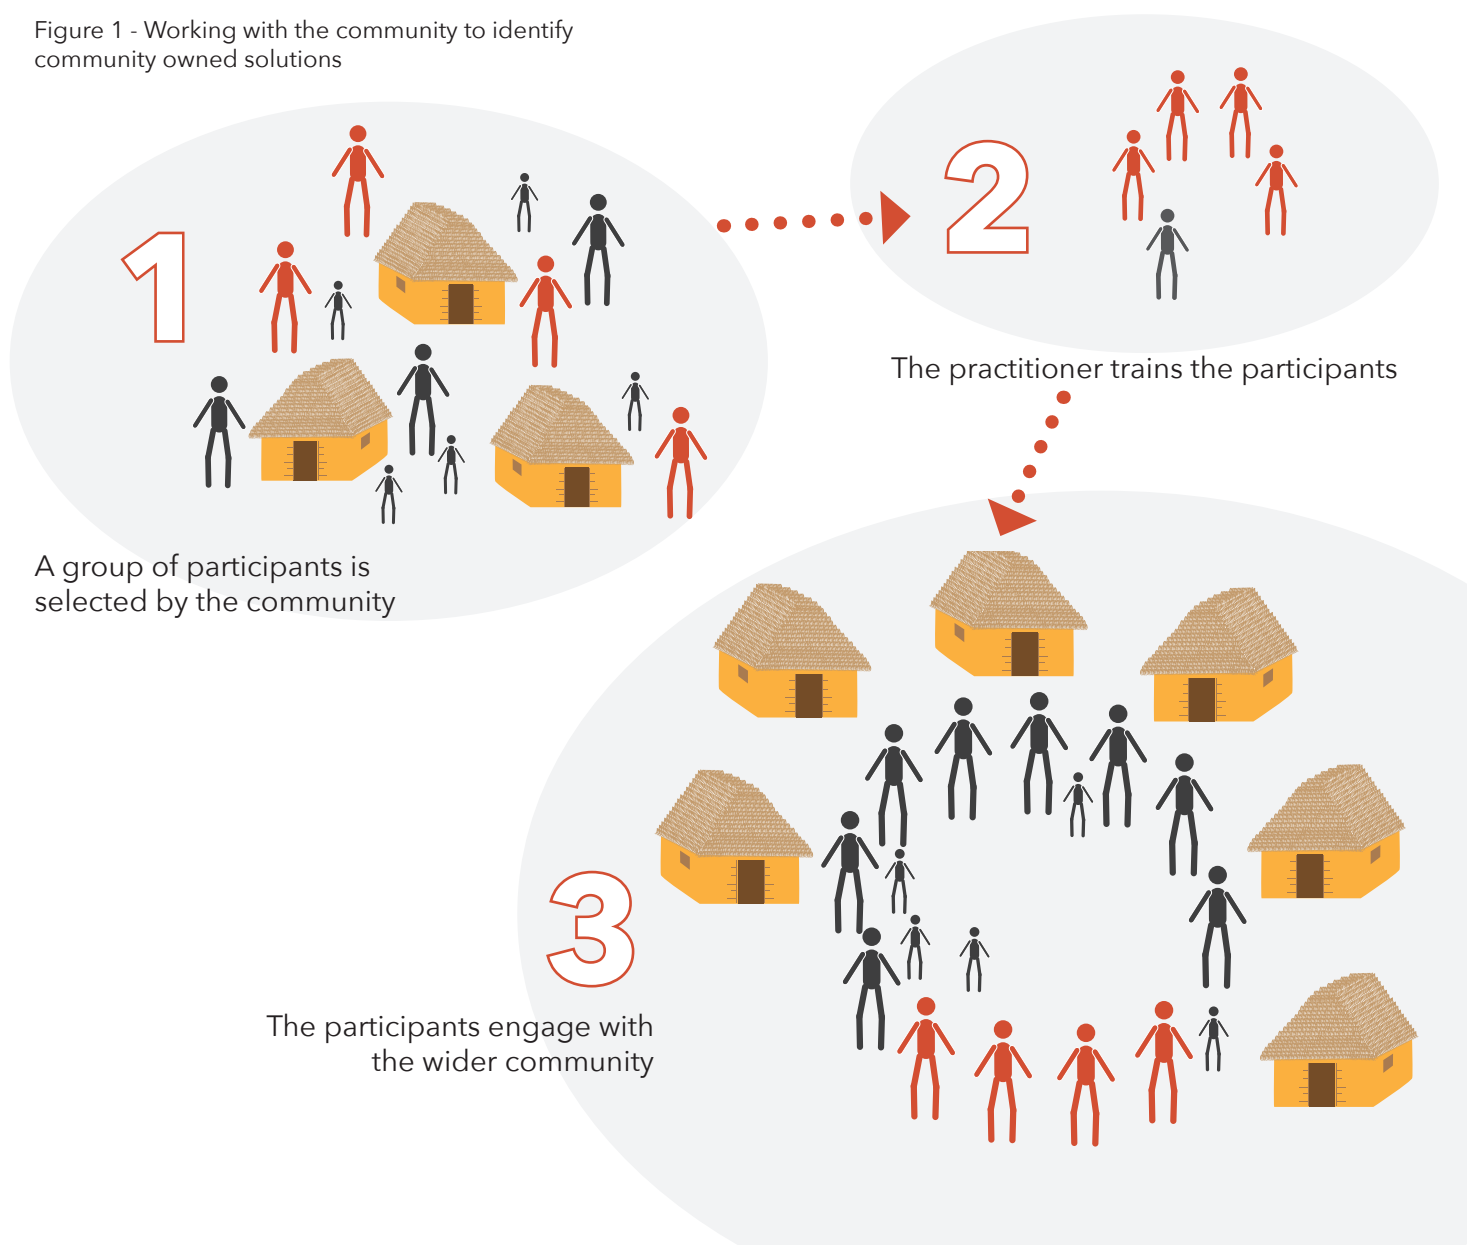 Figure 1 - Working with the community to identify
community owned solutions
1
A group of participants is
selected by the community
2
The practitioner trains the participants
3
The participants engage with
the wider community